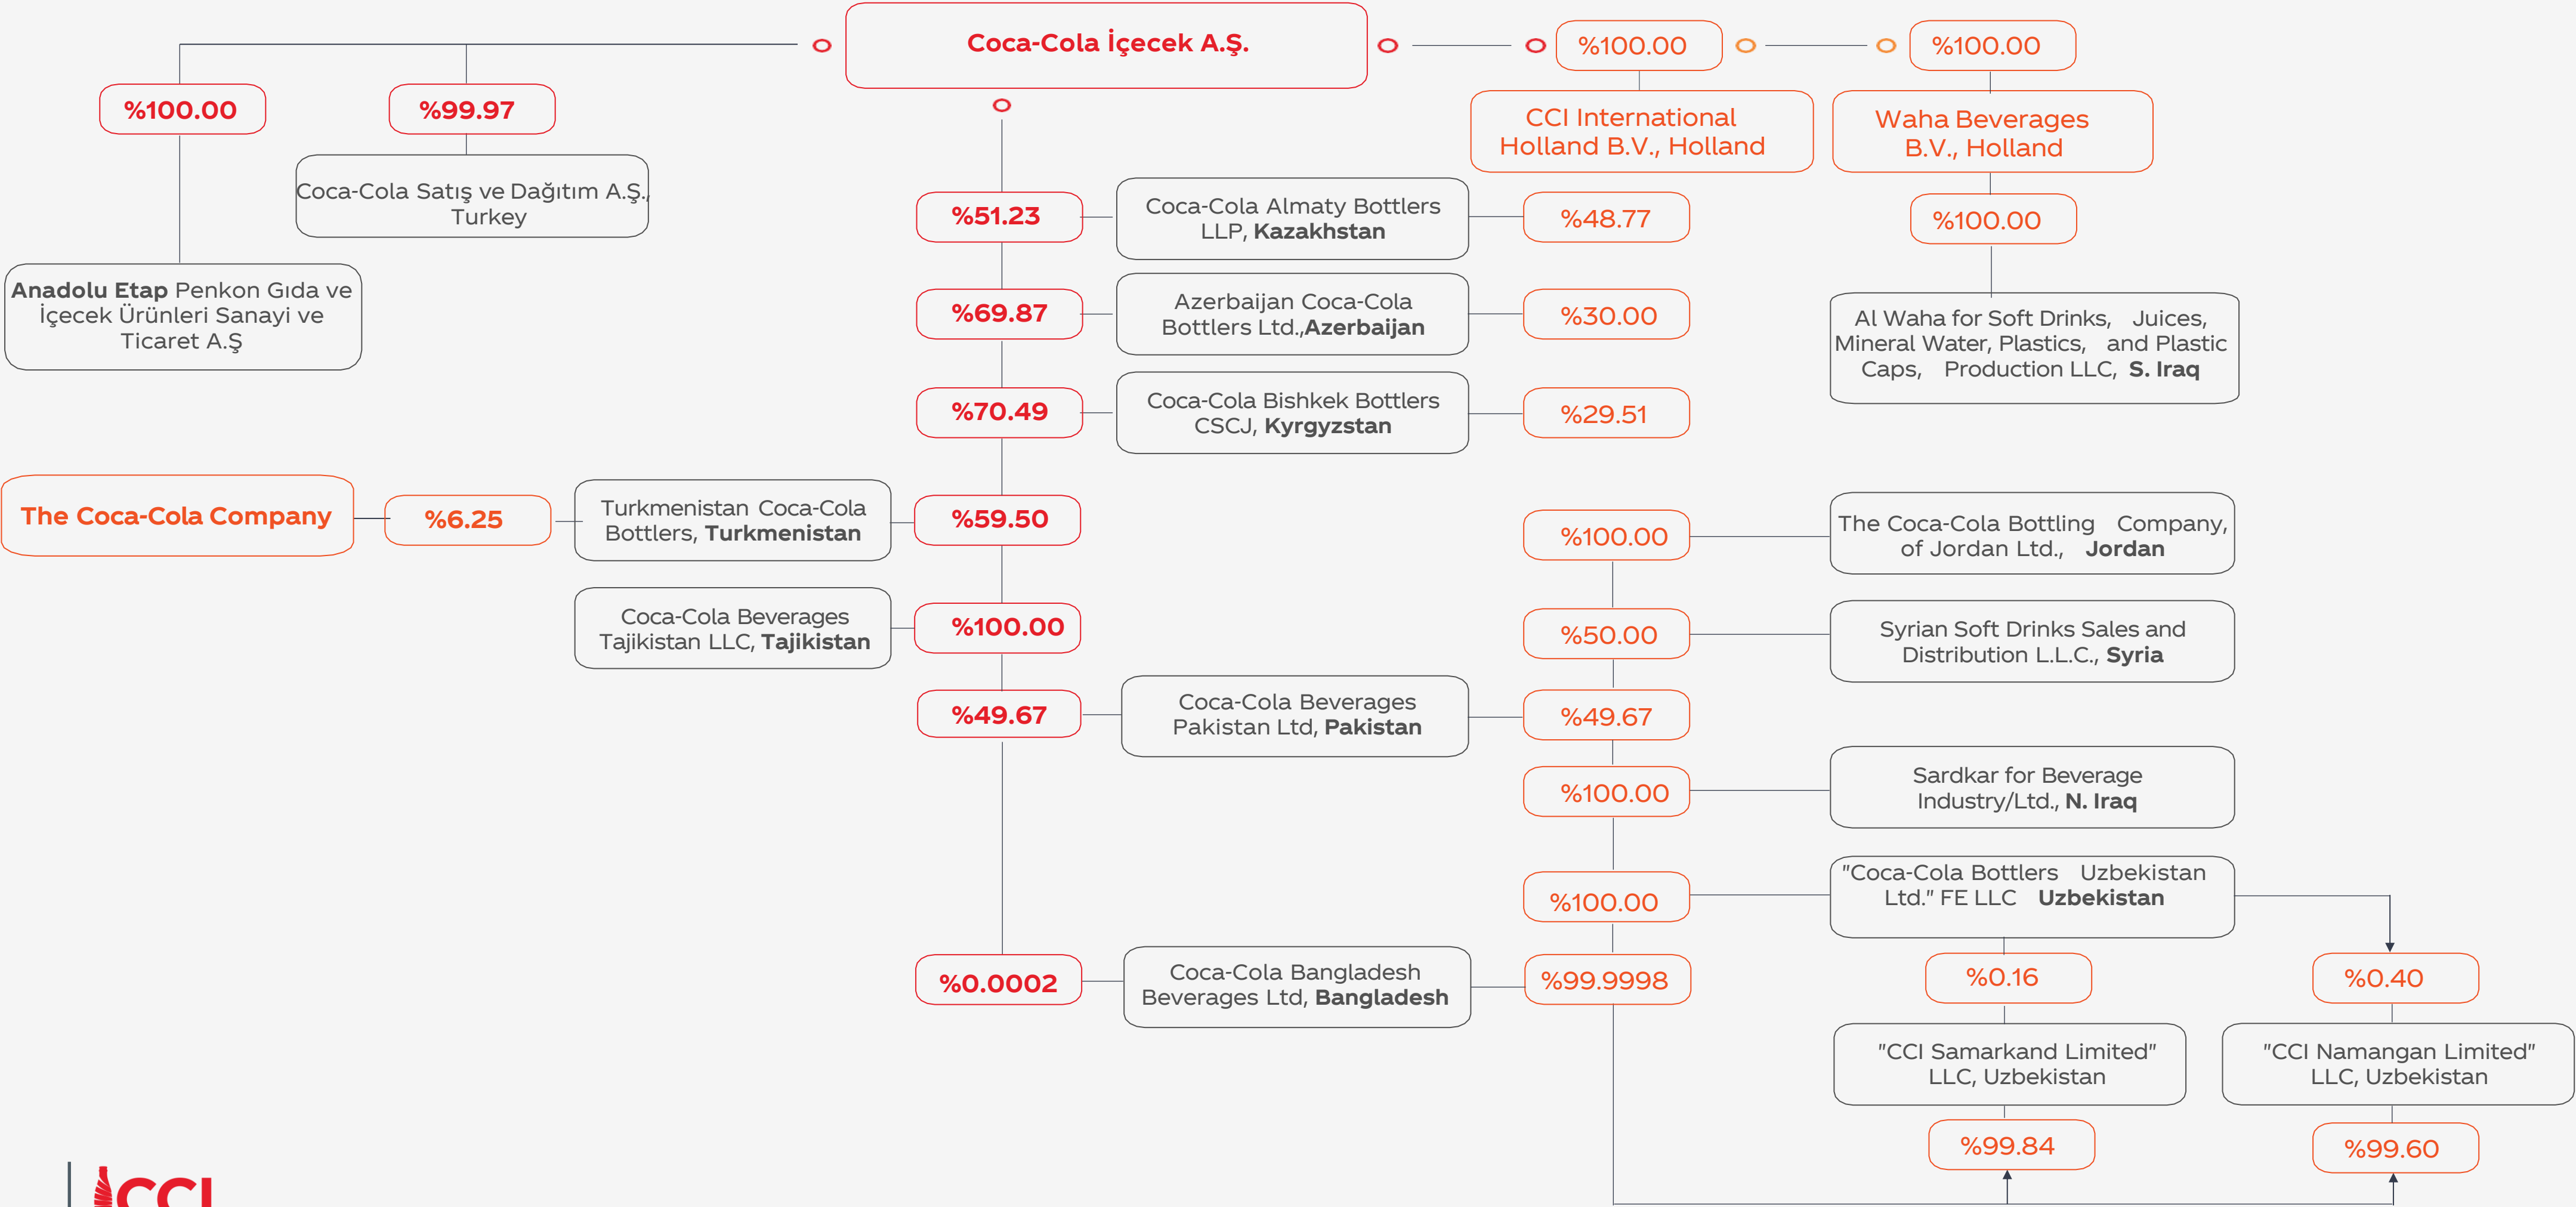 Coca-Cola İçecek A.Ş.
%100.00
%100.00
%100.00
%99.97
CCI International
Holland B.V., Holland
Waha Beverages
B.V., Holland
Coca-Cola Satış ve Dağıtım A.Ş.,
Turkey
%51.23
Coca-Cola Almaty Bottlers
LLP, Kazakhstan
%48.77
%100.00
Anadolu Etap Penkon Gıda ve
İçecek Ürünleri Sanayi ve
Ticaret A.Ş
%69.87
Azerbaijan Coca-Cola
Bottlers Ltd.,Azerbaijan
%30.00
Al Waha for Soft Drinks, Juices,
Mineral Water, Plastics, and Plastic
Caps, Production LLC, S. Iraq
%70.49
Coca-Cola Bishkek Bottlers
CSCJ, Kyrgyzstan
%29.51
The Coca-Cola Company
%6.25
Turkmenistan Coca-Cola
Bottlers, Turkmenistan
%59.50
%100.00
The Coca-Cola Bottling Company,
of Jordan Ltd., Jordan
Coca-Cola Beverages
Tajikistan LLC, Tajikistan
%100.00
%50.00
Syrian Soft Drinks Sales and
Distribution L.L.C., Syria
%49.67
Coca-Cola Beverages
Pakistan Ltd, Pakistan
%49.67
%100.00
Sardkar for Beverage
Industry/Ltd., N. Iraq
%100.00
"Coca-Cola Bottlers Uzbekistan
Ltd." FE LLC Uzbekistan
%0.0002
Coca-Cola Bangladesh
Beverages Ltd, Bangladesh
%99.9998
%0.16
%0.40
"CCI Samarkand Limited"
LLC, Uzbekistan
"CCI Namangan Limited"
LLC, Uzbekistan
%99.84
%99.60
CCI